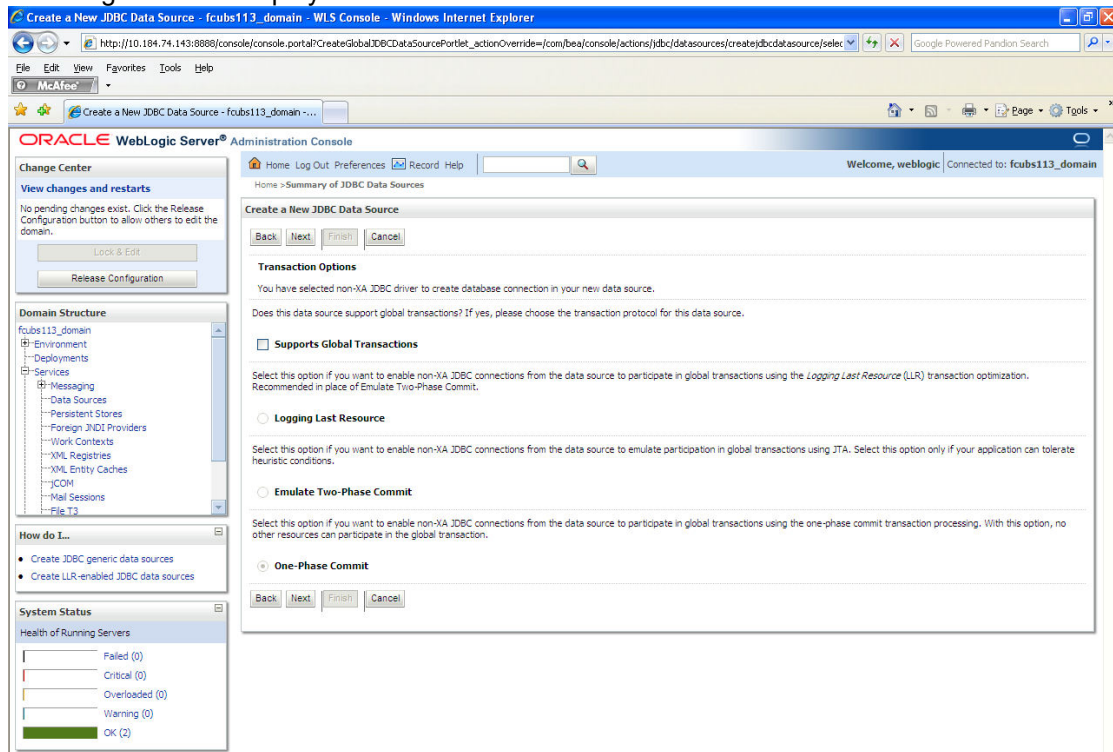 Create a New JDBC Data Source - fcubs113_domain - WLS Console - Windows Internet Explorer
http://10.184.74.143:8888/console/console.portal?CreateGlobalJDBCDataSourcePortlet_actionOverride=/com/bea/console/actions/jdbc/datasources/createjdbcdatasource/selec
Google Powered Pandion Search
File Edit View Favorites Tools Help
McAfee
Create a New JDBC Data Source - fcubs113_domain -...
Page Tools
ORACLE WebLogic Server® Administration Console
Change Center
View changes and restarts
No pending changes exist. Click the Release
Configuration button to allow others to edit the
domain.
Lock & Edit
Release Configuration
Domain Structure
fcubs113_domain
Environment
Deployments
Services
Messaging
Data Sources
Persistent Stores
Foreign JNDI Providers
Work Contexts
XML Registries
XML Entity Caches
jCOM
Mail Sessions
File T3
How do I...
Create JDBC generic data sources
Create LLR-enabled JDBC data sources
System Status
Health of Running Servers
Failed (0)
Critical (0)
Overloaded (0)
Warning (0)
OK (2)
Home Log Out Preferences Record Help
Welcome, weblogic Connected to: fcubs113_domain
Home >Summary of JDBC Data Sources
Create a New JDBC Data Source
Back Next Finish Cancel
Transaction Options
You have selected non-XA JDBC driver to create database connection in your new data source.
Does this data source support global transactions? If yes, please choose the transaction protocol for this data source.
Supports Global Transactions
Select this option if you want to enable non-XA JDBC connections from the data source to participate in global transactions using the Logging Last Resource (LLR) transaction optimization.
Recommended in place of Emulate Two-Phase Commit.
Logging Last Resource
Select this option if you want to enable non-XA JDBC connections from the data source to emulate participation in global transactions using JTA. Select this option only if your application can tolerate
heuristic conditions.
Emulate Two-Phase Commit
Select this option if you want to enable non-XA JDBC connections from the data source to participate in global transactions using the one-phase commit transaction processing. With this option, no
other resources can participate in the global transaction.
One-Phase Commit
Back Next Finish Cancel